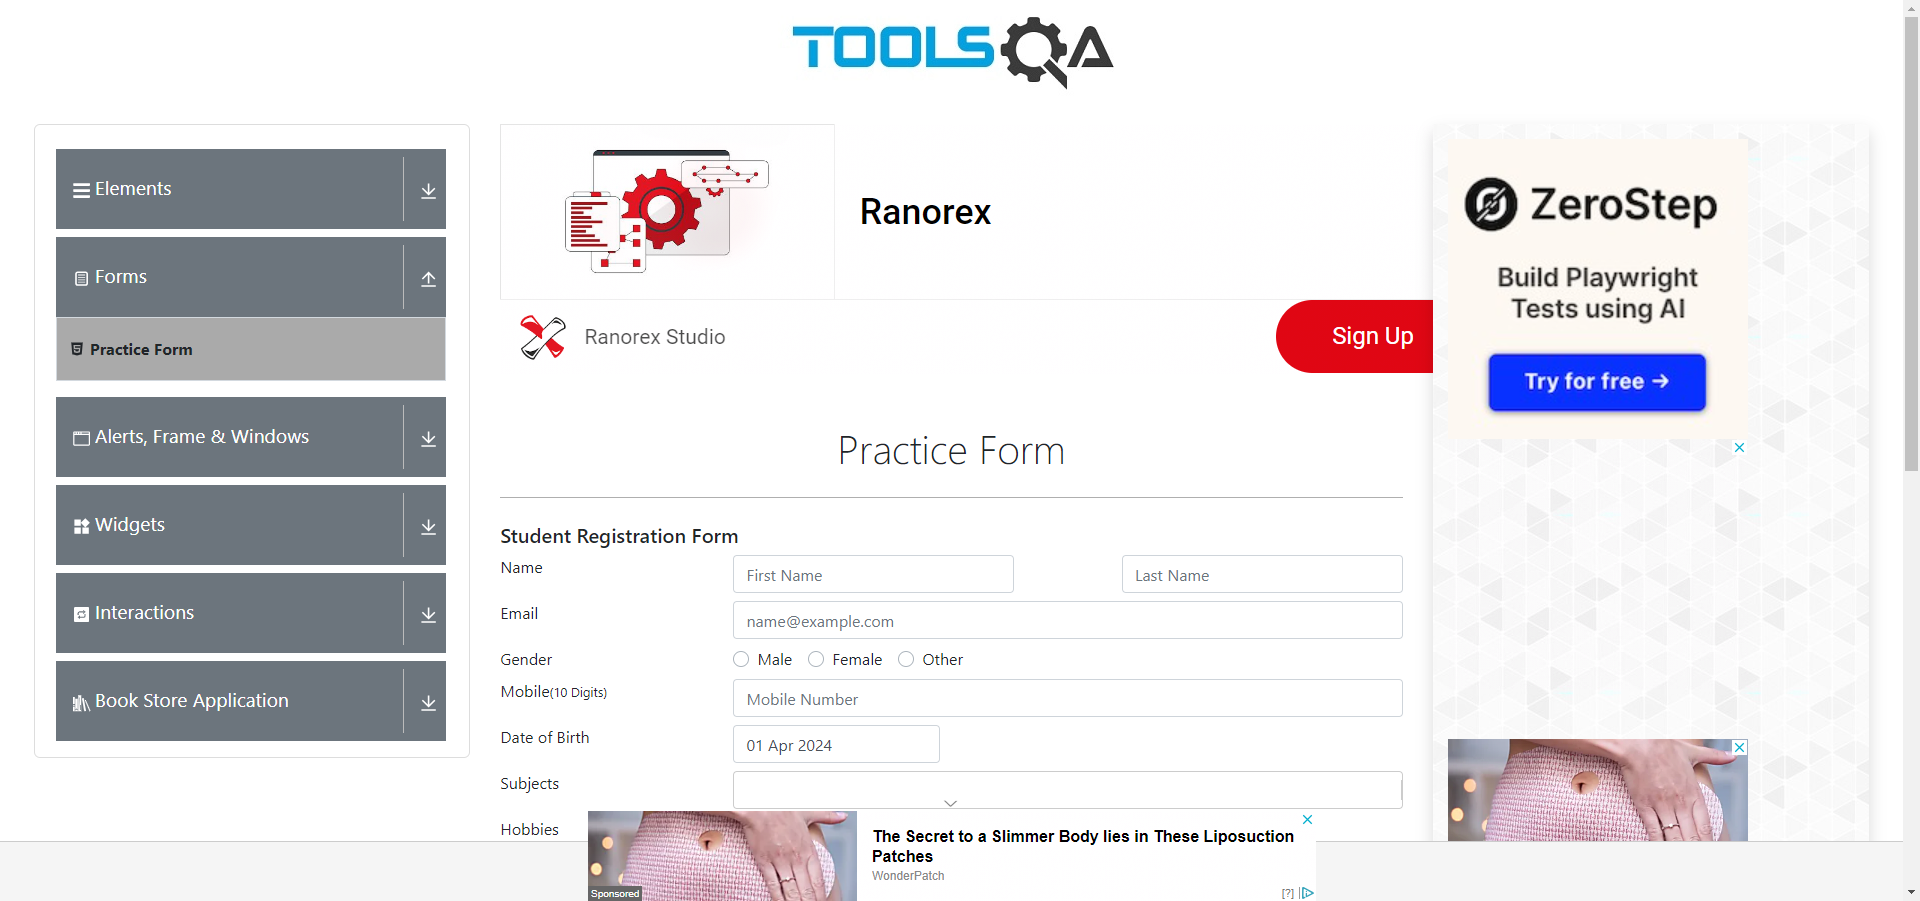 TOOLSQA
Elements
Forms
Practice Form
Alerts, Frame & Windows
Widgets
Interactions
Book Store Application
Ranorex
Ranorex Studio
Sign Up
Practice Form
Student Registration Form
Name
First Name
Last Name
Email
name@example.com
Gender
Male
Female
Other
Mobile(10 Digits)
Mobile Number
Date of Birth
01 Apr 2024
Subjects
Hobbies
ZeroStep
Build Playwright
Tests using AI
Try for free →
Sponsored
The Secret to a Slimmer Body lies in These Liposuction
Patches
WonderPatch
[?]